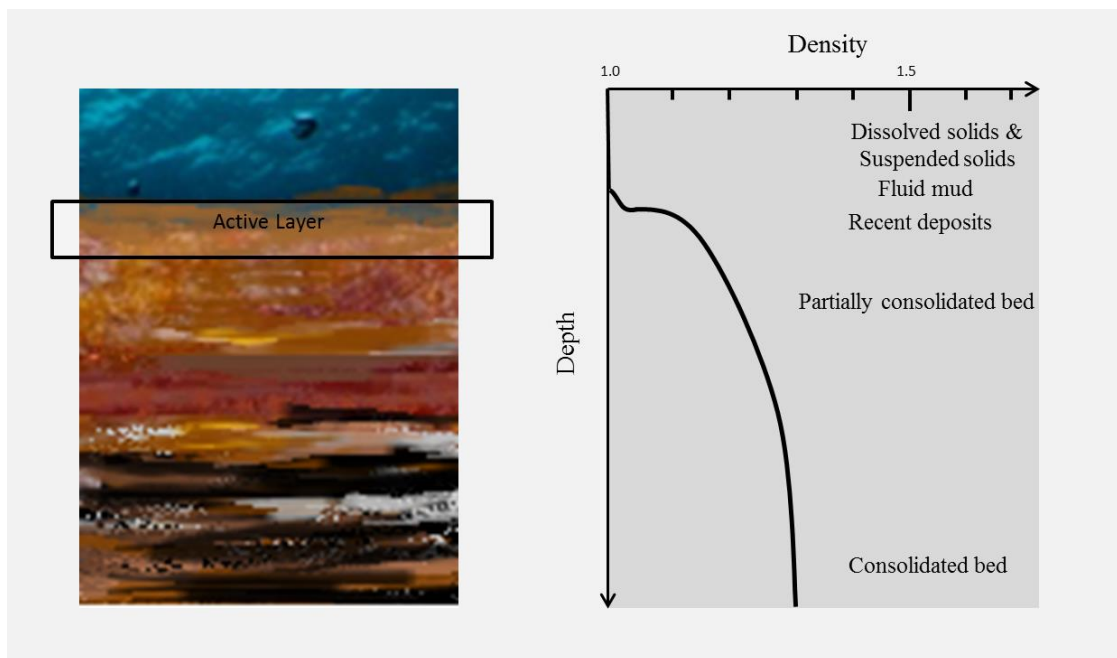 Active Layer
Density
1.0
1.5
Dissolved solids &
Suspended solids
Fluid mud
Recent deposits
Partially consolidated bed
Depth
Consolidated bed